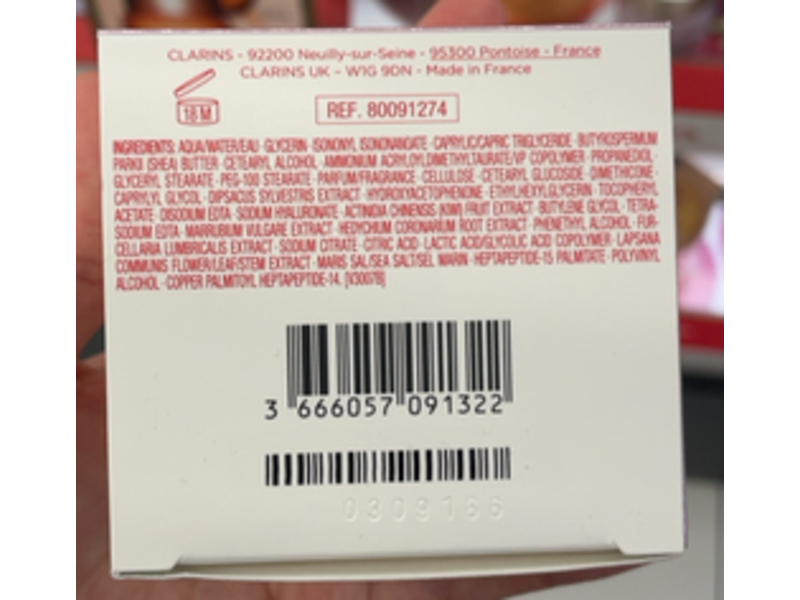 CLARINS - 92200 Neuilly-sur-Seine - 95300 Pontoise - France
CLARINS UK - W1G 9DN - Made in France
18 M
REF. 80091274
INGREDIENTS: AQUA/WATER/EAU · GLYCERIN · ISONONYL ISONONANOATE · CAPRYLIC/CAPRIC TRIGLYCERIDE · BUTYROSPERMUM
PARKII (SHEA) BUTTER · CETEARYL ALCOHOL · AMMONIUM ACRYLOYLDIMETHYLTAURATE/VP COPOLYMER · PROPANEDIOL ·
GLYCERYL STEARATE · PEG-100 STEARATE · PARFUM/FRAGRANCE · CELLULOSE · CETEARYL GLUCOSIDE · DIMETHICONE ·
CAPRYLYL GLYCOL · DIPSACUS SYLVESTRIS EXTRACT · HYDROXYACETOPHENONE · ETHYLHEXYLGLYCERIN · TOCOPHERYL
ACETATE · DISODIUM EDTA · SODIUM HYALURONATE · ACTINIDIA CHINENSIS (KIWI) FRUIT EXTRACT · BUTYLENE GLYCOL · TETRA-
SODIUM EDTA · MARRUBIUM VULGARE EXTRACT · HEDYCHIUM CORONARIUM ROOT EXTRACT · PHENETHYL ALCOHOL · FUR-
CELLARIA LUMBRICALIS EXTRACT · SODIUM CITRATE · CITRIC ACID · LACTIC ACID/GLYCOLIC ACID COPOLYMER · LAPSANA
COMMUNIS FLOWER/LEAF/STEM EXTRACT · MARIS SAL/SEA SALT/SEL MARIN · HEPTAPEPTIDE-15 PALMITATE · POLYVINYL
ALCOHOL · COPPER PALMITOYL HEPTAPEPTIDE-14. [V3007B]
3 666057 091322
0309166